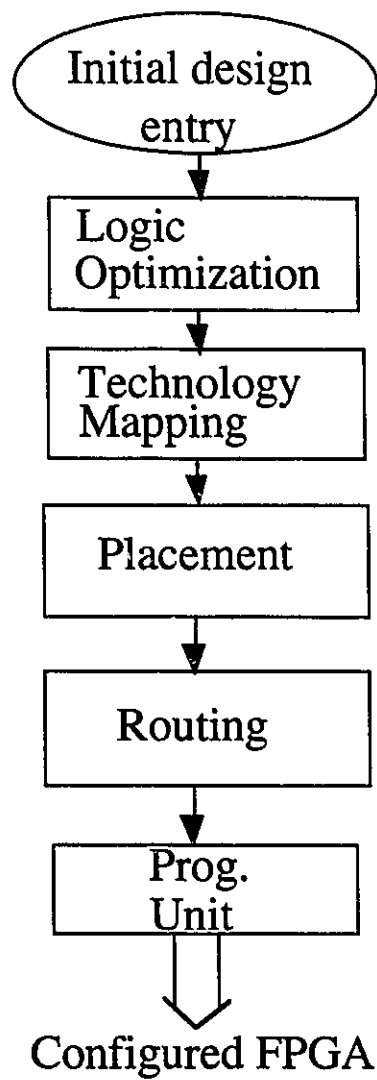 Initial design
entry
Logic
Optimization
Technology
Mapping
Placement
Routing
Prog.
Unit
Configured FPGA